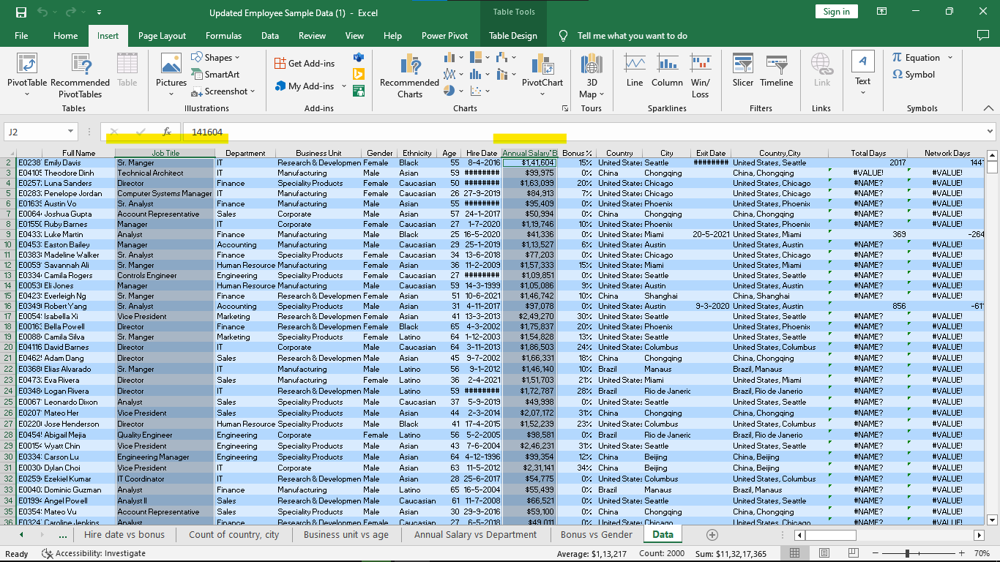 Updated Employee Sample Data (1) - Excel
Table Tools
Sign in
File Home Insert Page Layout Formulas Data Review View Help Power Pivot Table Design Tell me what you want to do
PivotTable Recommended PivotTables Table
Tables
Pictures Shapes SmartArt Screenshot
Illustrations
Get Add-ins My Add-ins
Add-ins
Recommended Charts PivotChart
Charts
3D Map
Tours
Line Column Win/Loss
Sparklines
Slicer Timeline
Filters
Link
Links
Text
Equation Symbol
Symbols
J2 fx 141604
Full Name Job Title Department Business Unit Gender Ethnicity Age Hire Date Annual Salary*B Bonus % Country City Exit Date Country,City Total Days Network Days
2 E0238 Emily Davis Sr. Manger IT Research & Developmen Female Black 55 8-4-2016 $1,41,604 15% United States Seattle ######## United States, Seattle 2017 144
3 E0410 Theodore Dinh Technical Architect IT Manufacturing Male Asian 59 ######## $99,975 0% China Chongqing China, Chongqing #VALUE! #VALUE!
4 E0257 Luna Sanders Director Finance Speciality Products Female Caucasian 50 ######## $1,63,099 20% United States Chicago United States, Chicago #NAME? #VALUE!
5 E0283 Penelope Jordan Computer Systems Manager IT Manufacturing Female Caucasian 26 27-9-2019 $84,913 7% United States Chicago United States, Chicago #NAME? #VALUE!
6 E0163 Austin Vo Sr. Analyst Finance Manufacturing Male Asian 55 ######## $95,409 0% United States Phoenix United States, Phoenix #NAME? #VALUE!
7 E0064 Joshua Gupta Account Representative Sales Corporate Male Asian 57 24-1-2017 $50,994 0% China Chongqing China, Chongqing #NAME? #VALUE!
8 E0155 Ruby Barnes Manager IT Corporate Female Caucasian 27 1-7-2020 $1,19,746 10% United States Phoenix United States, Phoenix #NAME? #VALUE!
9 E0433 Luke Martin Analyst Finance Manufacturing Male Black 25 16-5-2020 $41,336 0% United States Miami 20-5-2021 United States, Miami 369 -264
10 E0453 Easton Bailey Manager Accounting Manufacturing Male Caucasian 29 25-1-2019 $1,13,527 6% United States Austin United States, Austin #NAME? #VALUE!
11 E0383 Madeline Walker Sr. Analyst Finance Speciality Products Female Caucasian 34 13-6-2018 $77,203 0% United States Chicago United States, Chicago #NAME? #VALUE!
12 E0059 Savannah Ali Sr. Manger Human Resource Manufacturing Female Asian 36 11-2-2009 $1,57,333 15% United States Miami United States, Miami #NAME? #VALUE!
13 E0394 Camila Rogers Controls Engineer Engineering Speciality Products Female Caucasian 27 ######## $1,09,851 0% United States Seattle United States, Seattle #NAME? #VALUE!
14 E0053 Eli Jones Manager Human Resource Manufacturing Male Caucasian 59 14-3-1999 $1,05,086 9% United States Austin United States, Austin #NAME? #VALUE!
15 E0423 Everleigh Ng Sr. Manger Finance Research & Developmen Female Asian 51 10-6-2021 $1,46,742 10% China Shanghai China, Shanghai #NAME? #VALUE!
16 E0349 Robert Yang Sr. Analyst Accounting Speciality Products Male Asian 31 4-11-2017 $97,078 0% United States Austin 9-3-2020 United States, Austin 856 -61
17 E0054 Isabella Xi Vice President Marketing Research & Developmen Female Asian 41 13-3-2013 $2,49,270 30% United States Seattle United States, Seattle #NAME? #VALUE!
18 E0016 Bella Powell Director Finance Research & Developmen Female Black 65 4-3-2002 $1,75,837 20% United States Phoenix United States, Phoenix #NAME? #VALUE!
19 E0088 Camila Silva Sr. Manger Marketing Speciality Products Female Latino 64 1-12-2003 $1,54,828 13% United States Seattle United States, Seattle #NAME? #VALUE!
20 E0411 David Barnes Director IT Corporate Male Caucasian 64 3-11-2013 $1,86,503 24% United States Columbus United States, Columbus #NAME? #VALUE!
21 E0462 Adam Dang Director Sales Research & Developmen Male Asian 45 9-7-2002 $1,66,331 18% China Chongqing China, Chongqing #NAME? #VALUE!
22 E0368 Elias Alvarado Sr. Manger IT Manufacturing Male Latino 56 9-1-2012 $1,46,140 10% Brazil Manaus Brazil, Manaus #NAME? #VALUE!
23 E0473 Eva Rivera Director Sales Manufacturing Female Latino 36 2-4-2021 $1,51,703 21% United States Miami United States, Miami #NAME? #VALUE!
24 E0348 Logan Rivera Director IT Research & Developmen Male Latino 59 ######## $1,72,787 28% Brazil Rio de Janeric Brazil, Rio de Janerio #NAME? #VALUE!
25 E0067 Leonardo Dixon Analyst Sales Speciality Products Male Caucasian 37 5-9-2019 $49,998 0% United States Seattle United States, Seattle #NAME? #VALUE!
26 E0207 Mateo Her Vice President Sales Speciality Products Male Asian 44 2-3-2014 $2,07,172 31% China Chongqing China, Chongqing #NAME? #VALUE!
27 E0220 Jose Henderson Director Human Resource Speciality Products Male Black 41 17-4-2015 $1,52,239 23% United States Columbus United States, Columbus #NAME? #VALUE!
28 E0454 Abigail Mejia Quality Engineer Engineering Corporate Female Latino 56 5-2-2005 $98,581 0% Brazil Rio de Janeric Brazil, Rio de Janerio #NAME? #VALUE!
29 E0015 Wyatt Chin Vice President Engineering Speciality Products Male Asian 43 7-6-2004 $2,46,231 31% United States Seattle United States, Seattle #NAME? #VALUE!
30 E0334 Carson Lu Engineering Manager Engineering Speciality Products Male Asian 64 4-12-1996 $99,354 12% China Beijing China, Beijing #NAME? #VALUE!
31 E0030 Dylan Choi Vice President IT Corporate Male Asian 63 11-5-2012 $2,31,141 34% China Beijing China, Beijing #NAME? #VALUE!
32 E0259 Ezekiel Kumar IT Coordinator IT Research & Developmen Male Asian 28 25-6-2017 $54,775 0% United States Columbus United States, Columbus #NAME? #VALUE!
33 E0040 Dominic Guzman Analyst Finance Manufacturing Male Latino 65 16-5-2004 $55,499 0% Brazil Manaus Brazil, Manaus #NAME? #VALUE!
34 E0199 Angel Powell Analyst II Sales Research & Developmen Male Caucasian 61 11-7-2008 $66,521 0% United States Seattle United States, Seattle #NAME? #VALUE!
35 E0354 Mateo Vu Account Representative Sales Speciality Products Male Asian 30 29-9-2016 $59,100 0% China Chongqing China, Chongqing #NAME? #VALUE!
36 E0324 Caroline Jenkins Analyst Finance Research & Developmen Female Caucasian 27 6-5-2018 $49,011 0% United States Chicago United States, Chicago #NAME? #VALUE!
... Hire date vs bonus Count of country, city Business unit vs age Annual Salary vs Department Bonus vs Gender Data
Ready Accessibility: Investigate Average: $1,13,217 Count: 2000 Sum: $11,32,17,365 70%